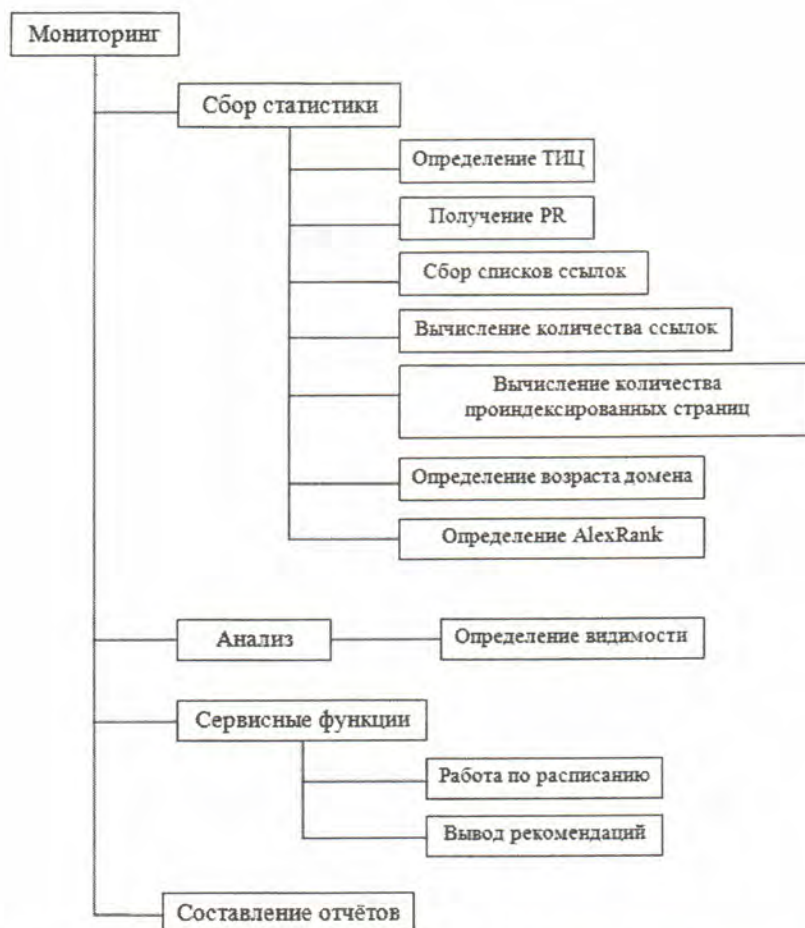 Мониторинг
Сбор статистики
Определение ТИЦ
Получение PR
Сбор списков ссылок
Вычисление количества ссылок
Вычисление количества
проиндексированных страниц
Определение возраста домена
Определение AlexRank
Анализ
Определение видимости
Сервисные функции
Работа по расписанию
Вывод рекомендаций
Составление отчётов